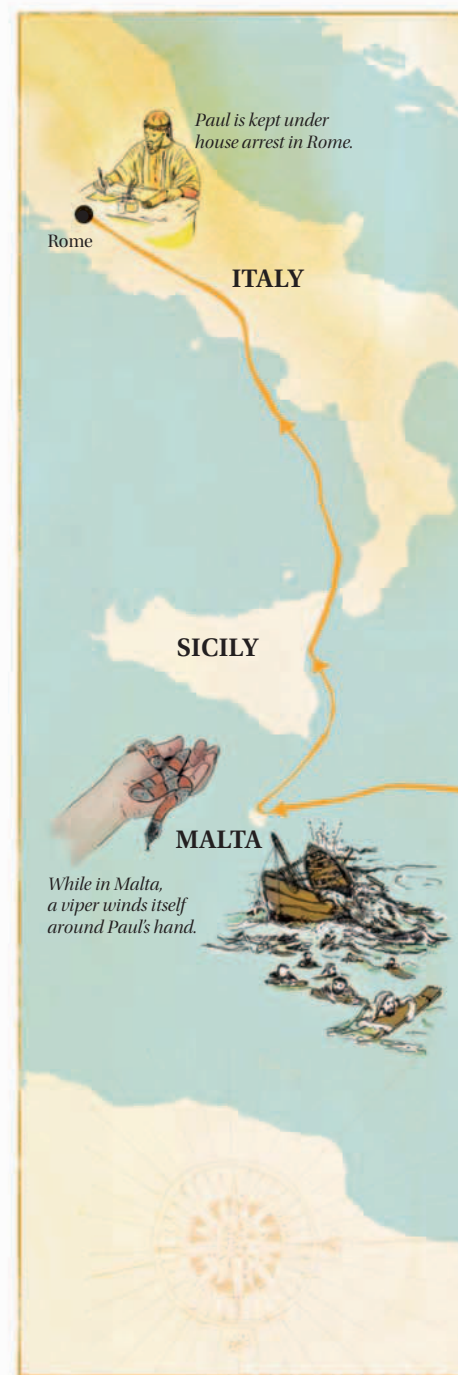 Paul is kept under
house arrest in Rome.
Rome
ITALY
SICILY
MALTA
While in Malta,
a viper winds itself
around Paul's hand.